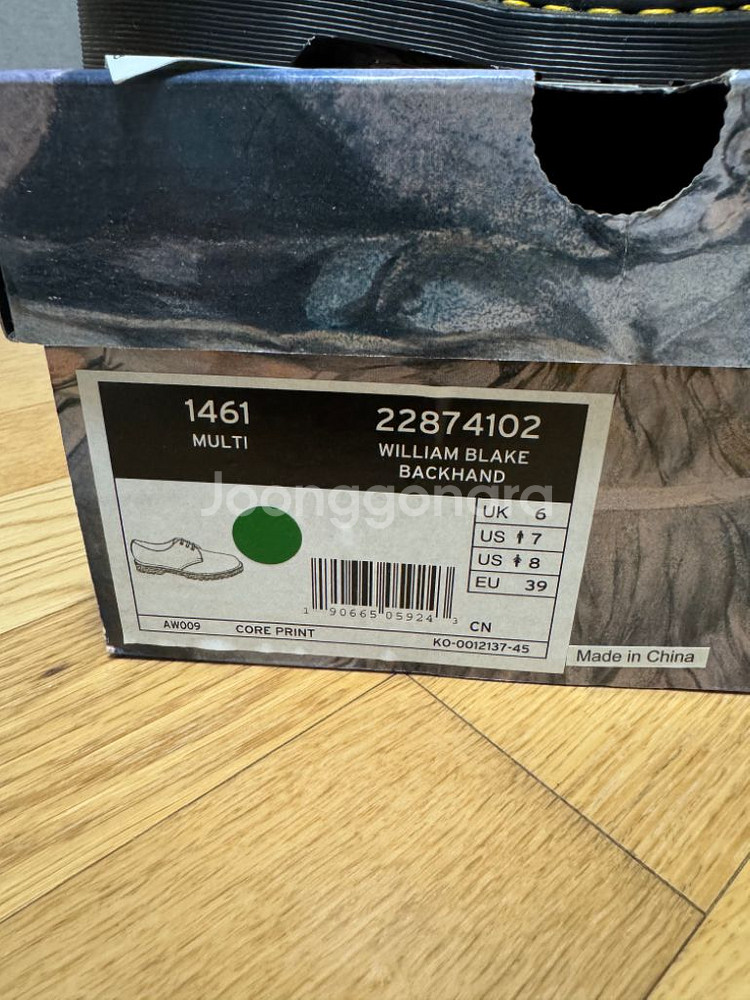 1461
MULTI
22874102
WILLIAM BLAKE
BACKHAND
Joonggonara
UK 6
US 7
US 8
EU 39
1 90665 05924 3
CN
AW009 CORE PRINT KO-0012137-45
Made in China